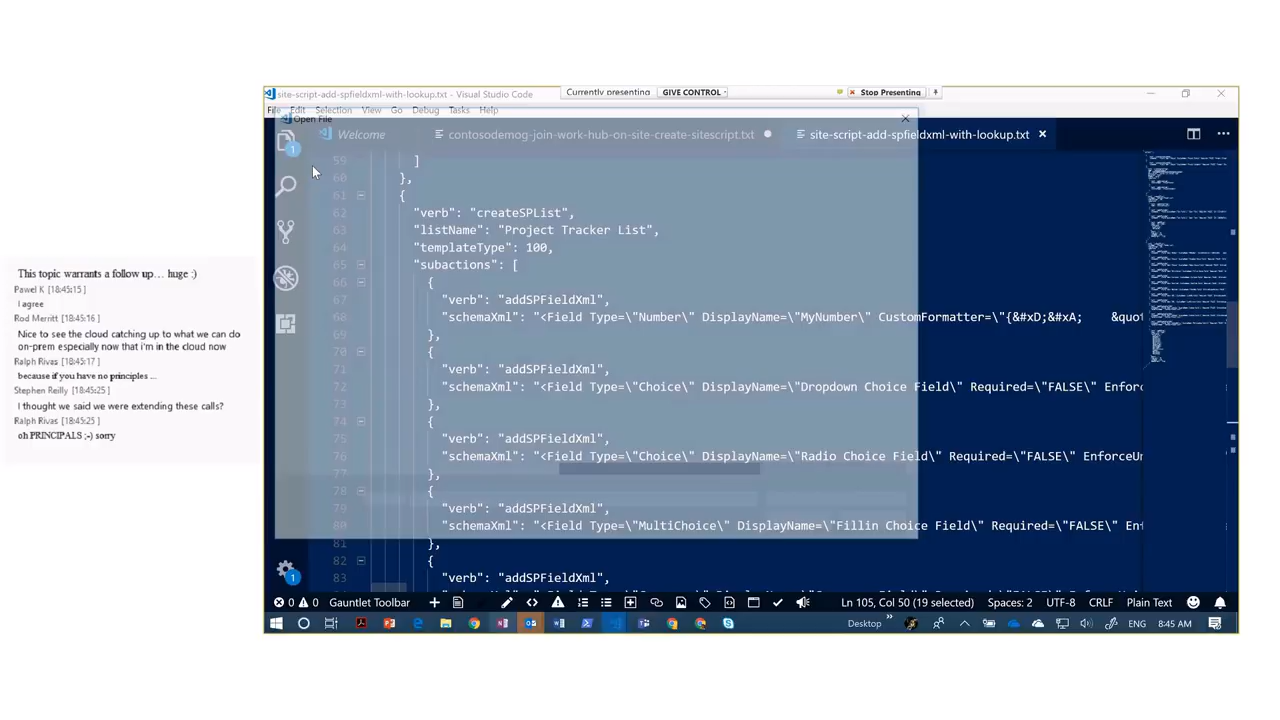 This topic warrants a follow up... huge :)
Pawel K [18:45:15]
I agree
Rod Merritt [18:45:16]
Nice to see the cloud catching up to what we can do
on-prem especially now that i'm in the cloud now
Ralph Rivas [18:45:17]
because if you have no principles ...
Stephen Reilly [18:45:25]
I thought we said we were extending these calls?
Ralph Rivas [18:45:25]
oh PRINCIPALS ;-) sorry
site-script-add-spfieldxml-with-lookup.txt - Visual Studio Code
Currently presenting GIVE CONTROL Stop Presenting
File Edit Selection View Go Debug Tasks Help
Open File
Welcome contosodemog-join-work-hub-on-site-create-sitescript.txt site-script-add-spfieldxml-with-lookup.txt
1
59 ]
60 },
61 {
62 "verb": "createSPList",
63 "listName": "Project Tracker List",
64 "templateType": 100,
65 "subactions": [
66 {
67 "verb": "addSPFieldXml",
68 "schemaXml": "<Field Type=\"Number\" DisplayName=\"MyNumber\" CustomFormatter=\"{&#xD;&#xA; &quot
69 },
70 {
71 "verb": "addSPFieldXml",
72 "schemaXml": "<Field Type=\"Choice\" DisplayName=\"Dropdown Choice Field\" Required=\"FALSE\" Enforc
73 },
74 {
75 "verb": "addSPFieldXml",
76 "schemaXml": "<Field Type=\"Choice\" DisplayName=\"Radio Choice Field\" Required=\"FALSE\" EnforceUn
77 },
78 {
79 "verb": "addSPFieldXml",
80 "schemaXml": "<Field Type=\"MultiChoice\" DisplayName=\"Fillin Choice Field\" Required=\"FALSE\" Enf
81 },
82 {
83 "verb": "addSPFieldXml",
1
0 0 Gauntlet Toolbar Ln 105, Col 50 (19 selected) Spaces: 2 UTF-8 CRLF Plain Text
Desktop ENG 8:45 AM